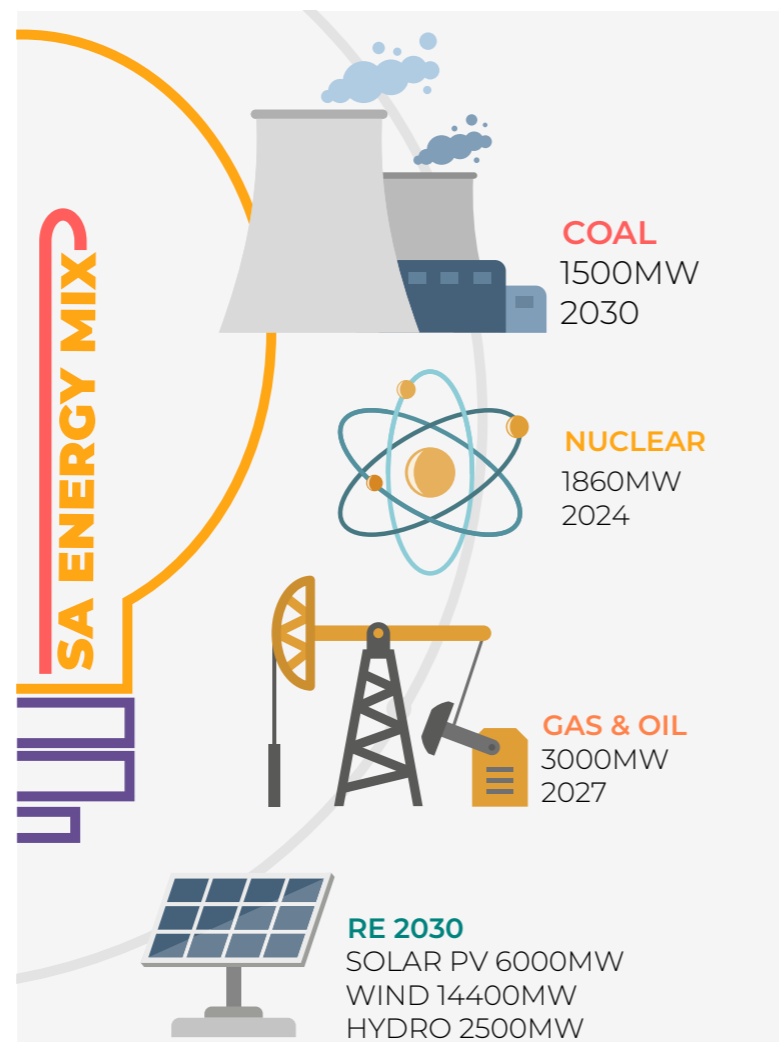 SA ENERGY MIX
COAL
1500MW
2030
NUCLEAR
1860MW
2024
GAS & OIL
3000MW
2027
RE 2030
SOLAR PV 6000MW
WIND 14400MW
HYDRO 2500MW